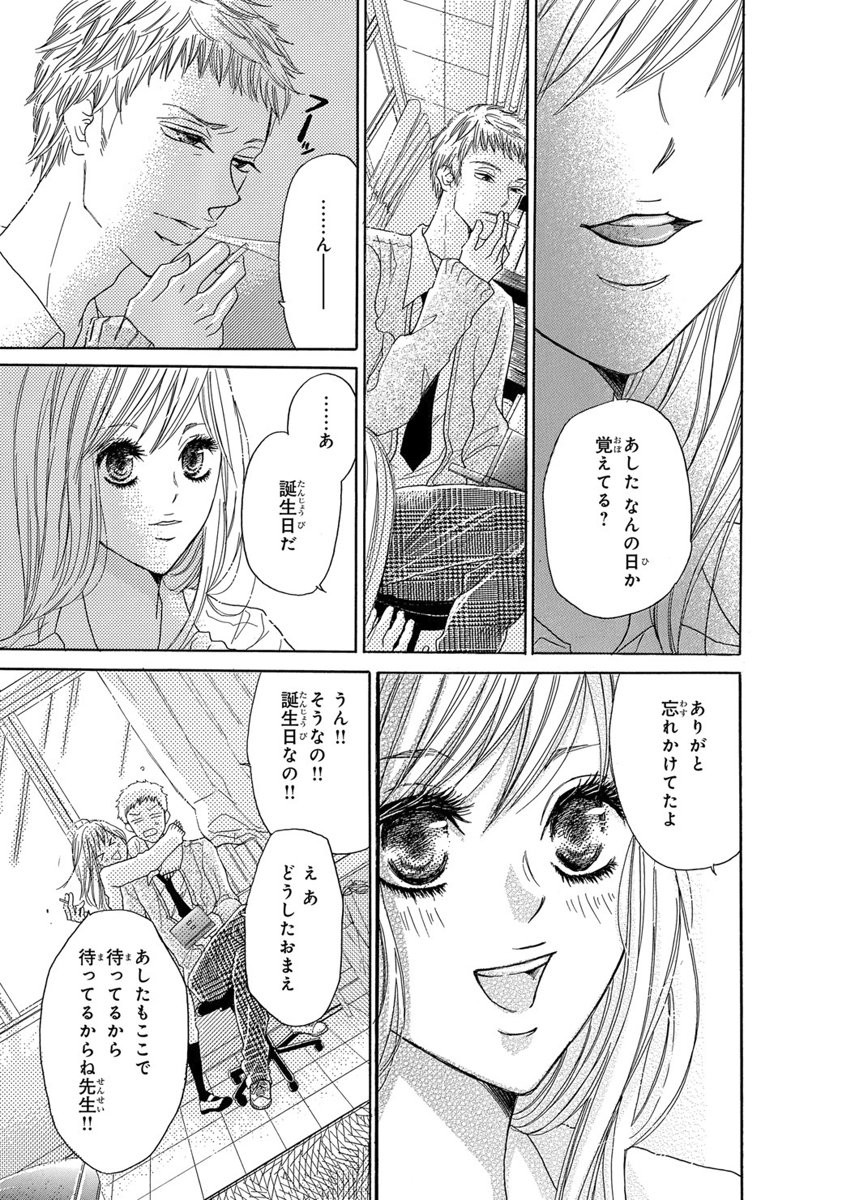 あした なんの日か
覚えてる?
フーッ
……ん――
……あ
誕生日だ
ありがと
忘れかけてたよ
うん!!
そうなの!!
誕生日なの!!
え あ
どうしたおまえ
あしたもここで
待ってるから
待ってるからね先生!!